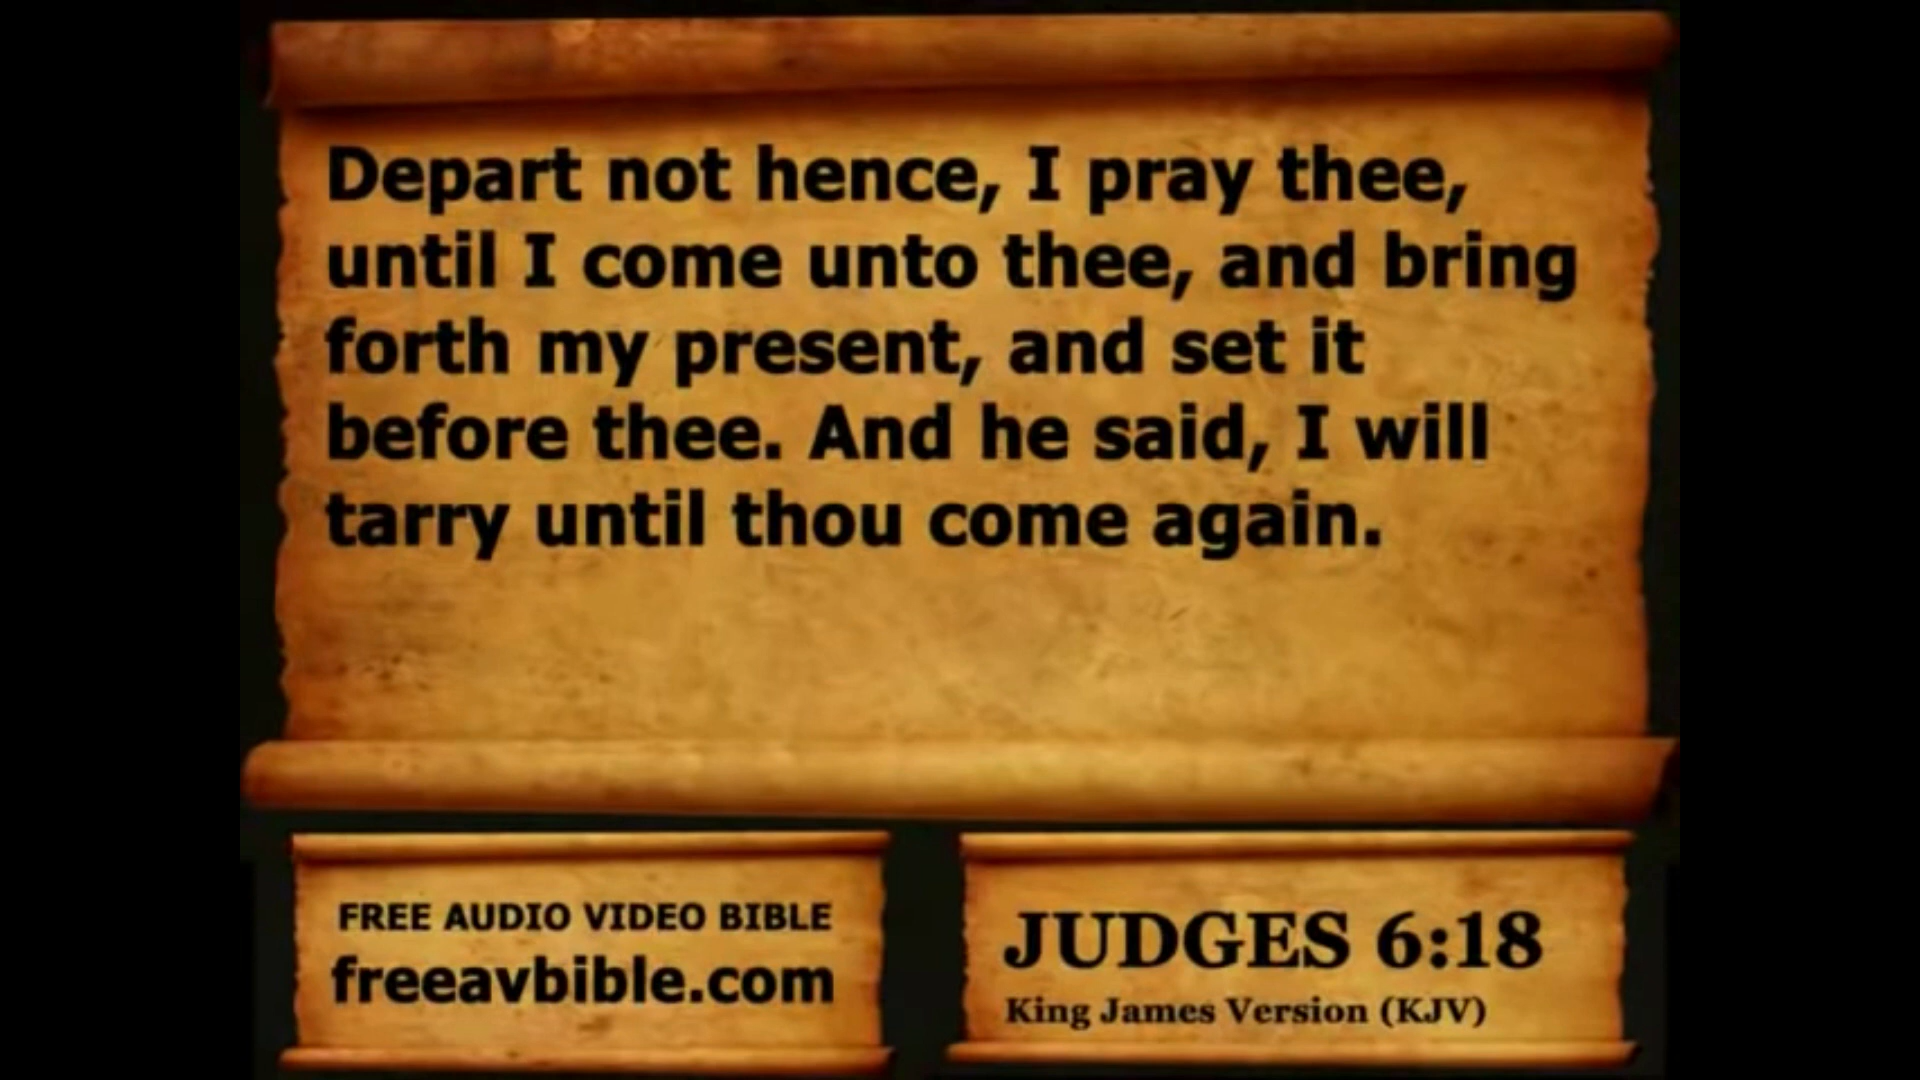 Depart not hence, I pray thee,
until I come unto thee, and bring
forth my present, and set it
before thee. And he said, I will
tarry until thou come again.
FREE AUDIO VIDEO BIBLE
freeavbible.com
JUDGES 6:18
King James Version (KJV)